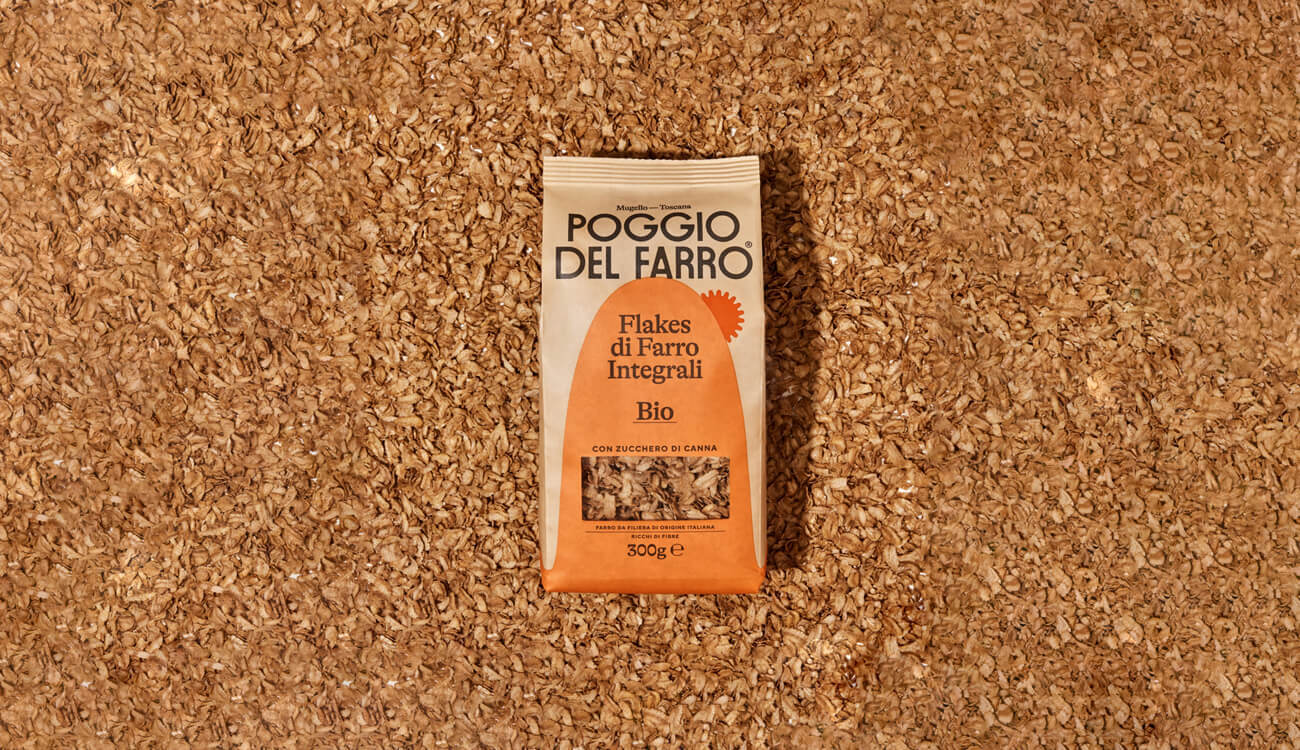 Mugello — Toscana
POGGIO
DEL FARRO®
Flakes
di Farro
Integrali
Bio
CON ZUCCHERO DI CANNA
FARRO DA FILIERA DI ORIGINE ITALIANA
RICCHI DI FIBRE
300g ℮